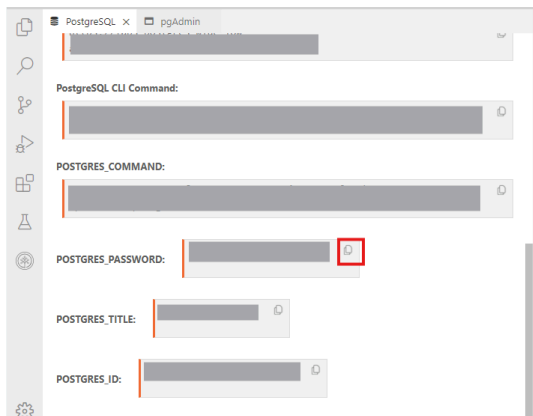 PostgreSQL
pgAdmin
PostgreSQL CLI Command:
POSTGRES_COMMAND:
POSTGRES_PASSWORD:
POSTGRES_TITLE:
POSTGRES_ID: